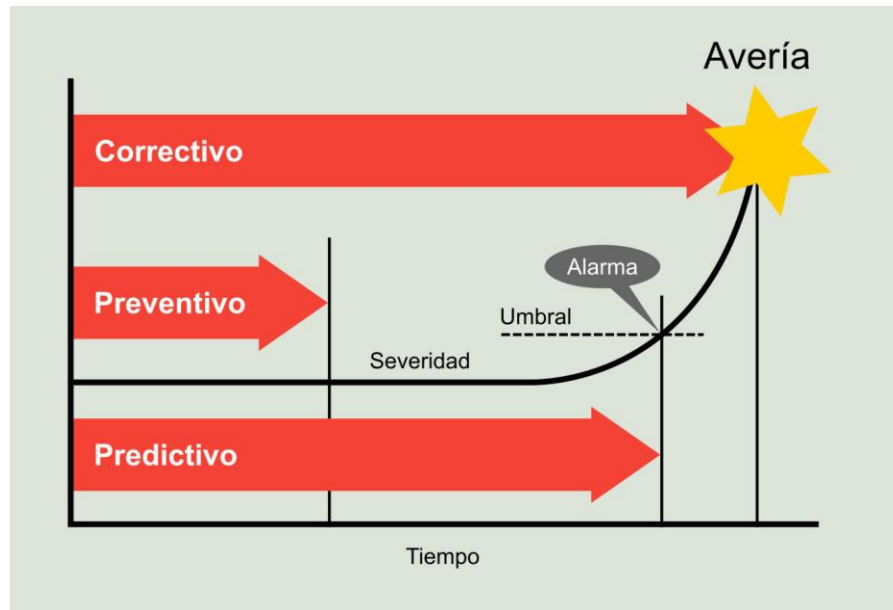 Avería
Correctivo
Alarma
Preventivo
Umbral
Severidad
Predictivo
Tiempo